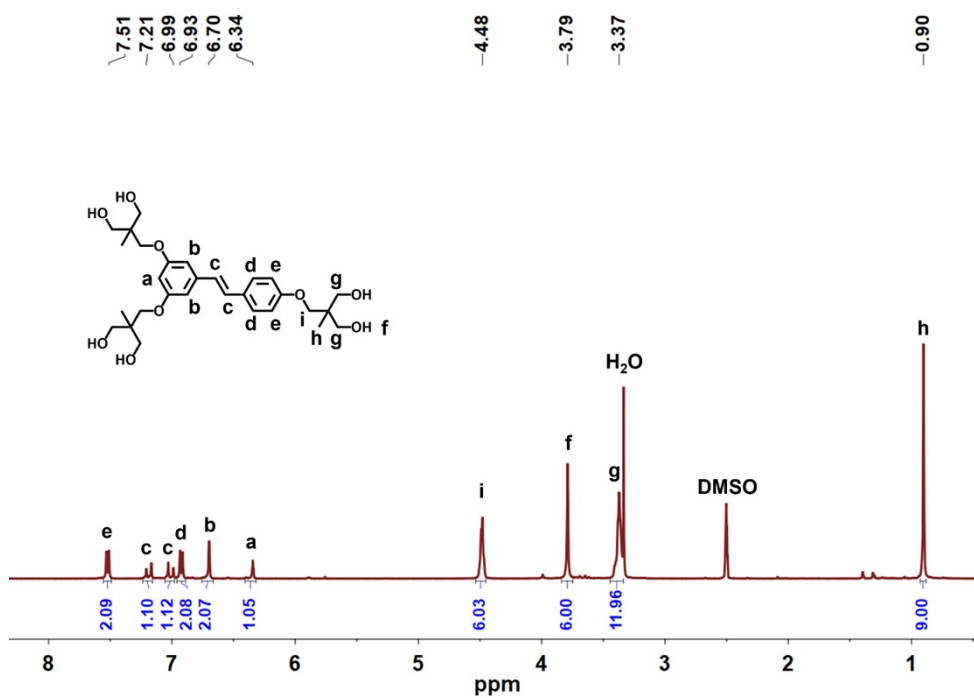 7.51 7.21 6.99 6.93 6.70 6.34 4.48 3.79 3.37 0.90
HO
HO
O b d e g
a c OH
O b c d e O i OH f
h g
HO
HO
h
H2O
f
g
DMSO
i
e c c d b a
2.09 1.10 1.12 2.08 2.07 1.05 6.03 6.00 11.96 9.00
8 7 6 5 4 3 2 1
ppm